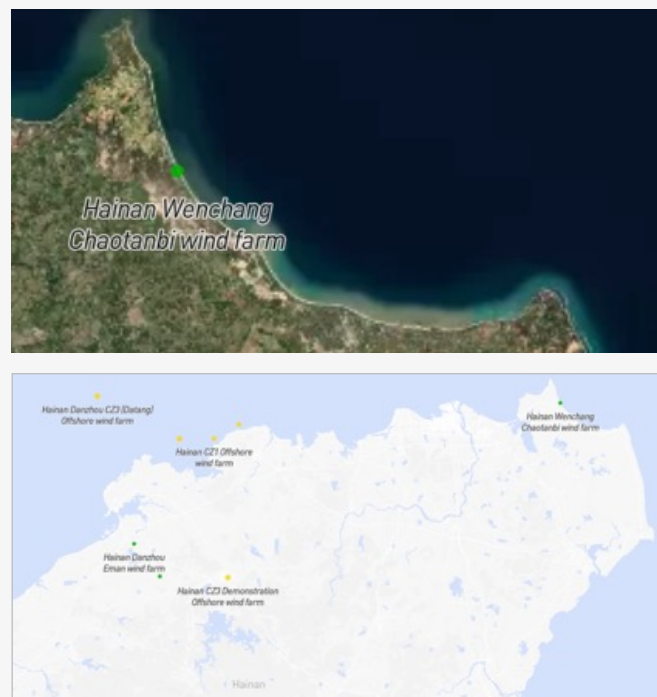 Hainan Wenchang
Chaotanbi wind farm
Hainan Danzhou CZ3 (Datang)
Offshore wind farm
Hainan Wenchang
Chaotanbi wind farm
Hainan CZ1 Offshore
wind farm
Hainan Danzhou
Eman wind farm
Hainan CZ3 Demonstration
Offshore wind farm
Hainan